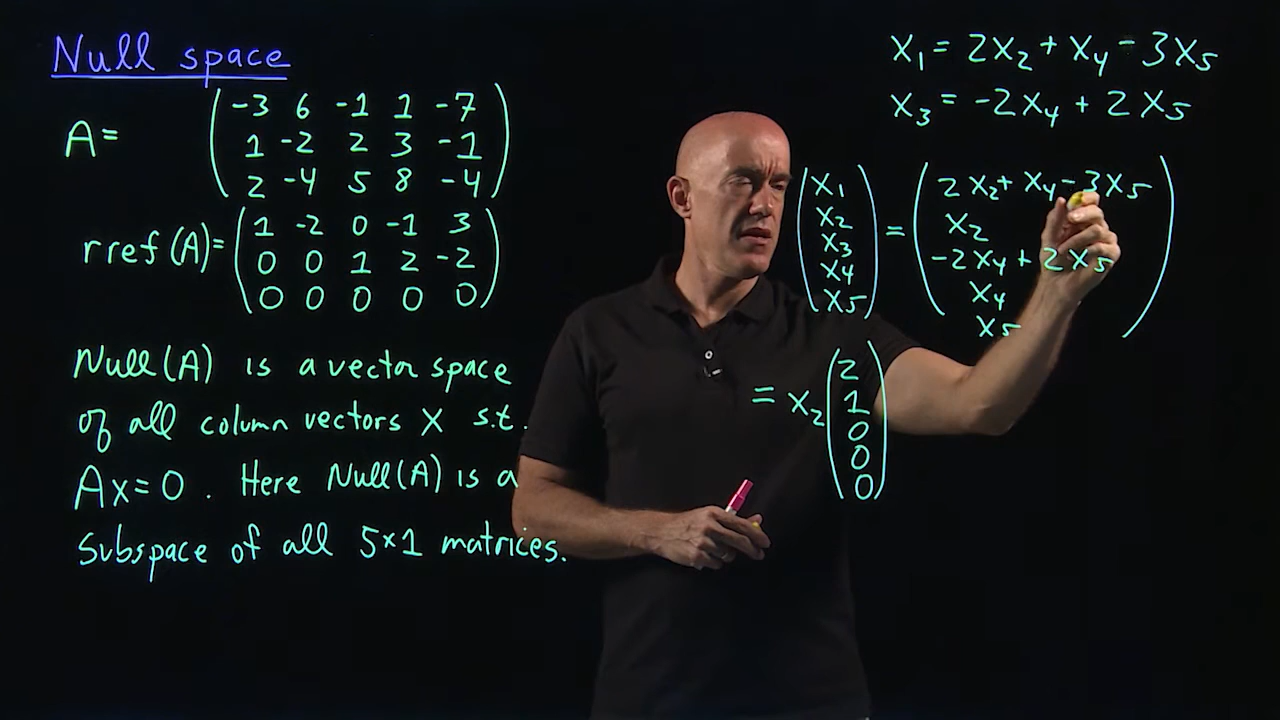 Null space
A= (-3 6 -1 1 -7
1 -2 2 3 -1
2 -4 5 8 -4)
rref(A)= (1 -2 0 -1 3
0 0 1 2 -2
0 0 0 0 0)
Null(A) is a vector space
of all column vectors X s.t.
Ax=0. Here Null(A) is a
subspace of all 5×1 matrices.
X₁ = 2X₂ + X₄ - 3X₅
X₃ = -2X₄ + 2X₅
(X₁ X₂ X₃ X₄ X₅) = (2X₂ + X₄ - 3X₅
X₂
-2X₄ + 2X₅
X₄
X₅)
= X₂ (2
1
0
0
0)